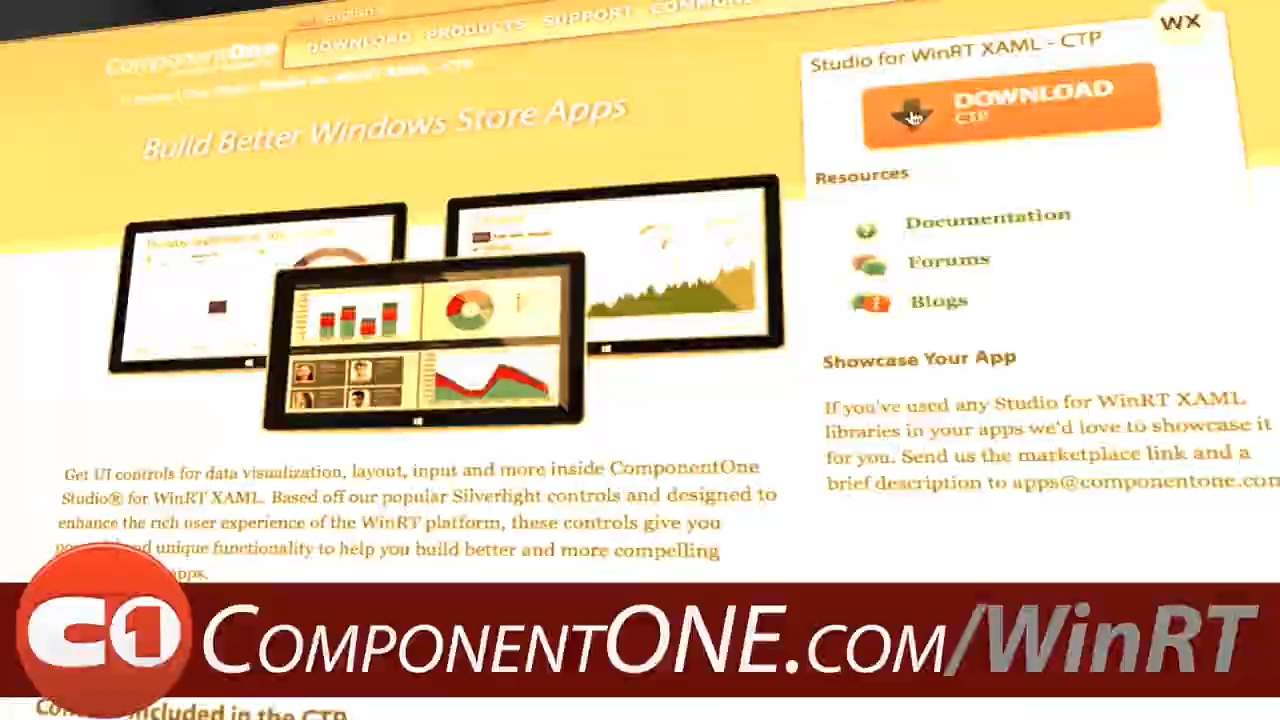 English
ComponentOne
DOWNLOAD PRODUCTS SUPPORT
WX
Studio for WinRT XAML - CTP
DOWNLOAD
CTP
Build Better Windows Store Apps
Resources
Documentation
Forums
Blogs
Showcase Your App
If you've used any Studio for WinRT XAML
libraries in your apps we'd love to showcase it
for you. Send us the marketplace link and a
brief description to apps@componentone.com
Get UI controls for data visualization, layout, input and more inside ComponentOne
Studio® for WinRT XAML. Based off our popular Silverlight controls and designed to
enhance the rich user experience of the WinRT platform, these controls give you
unique functionality to help you build better and more compelling
apps.
C1
COMPONENTONE.COM/WinRT
included in the CTP